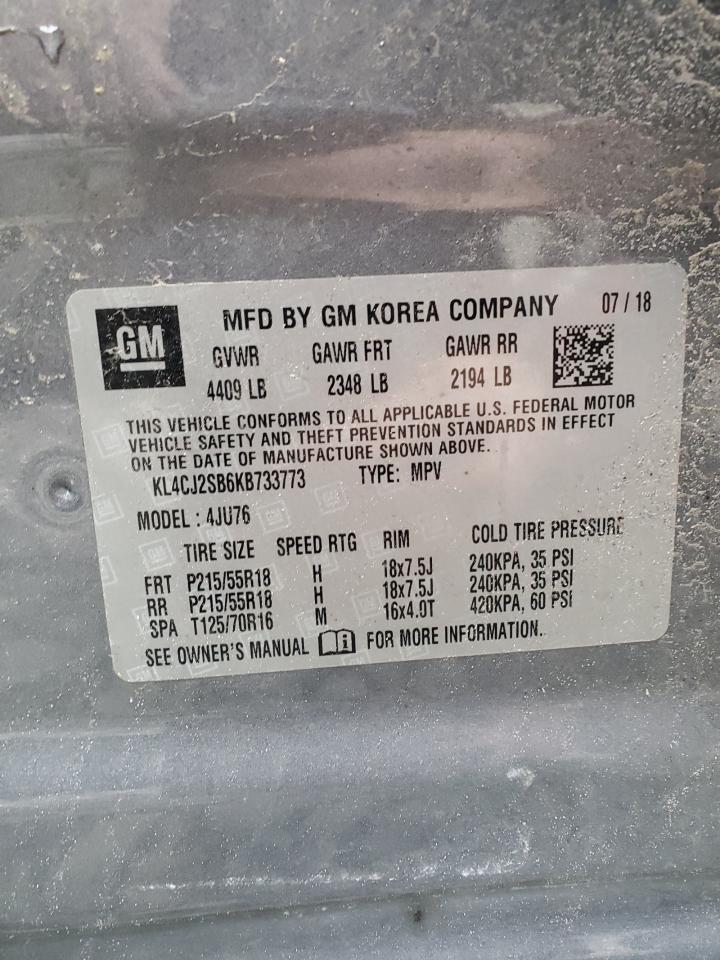 GM MFD BY GM KOREA COMPANY 07 / 18
GVWR GAWR FRT GAWR RR
4409 LB 2348 LB 2194 LB
THIS VEHICLE CONFORMS TO ALL APPLICABLE U.S. FEDERAL MOTOR
VEHICLE SAFETY AND THEFT PREVENTION STANDARDS IN EFFECT
ON THE DATE OF MANUFACTURE SHOWN ABOVE.
KL4CJ2SB6KB733773 TYPE: MPV
MODEL : 4JU76
TIRE SIZE SPEED RTG RIM COLD TIRE PRESSURE
FRT P215/55R18 H 18x7.5J 240KPA, 35 PSI
RR P215/55R18 H 18x7.5J 240KPA, 35 PSI
SPA T125/70R16 M 16x4.0T 420KPA, 60 PSI
SEE OWNER'S MANUAL i FOR MORE INFORMATION.